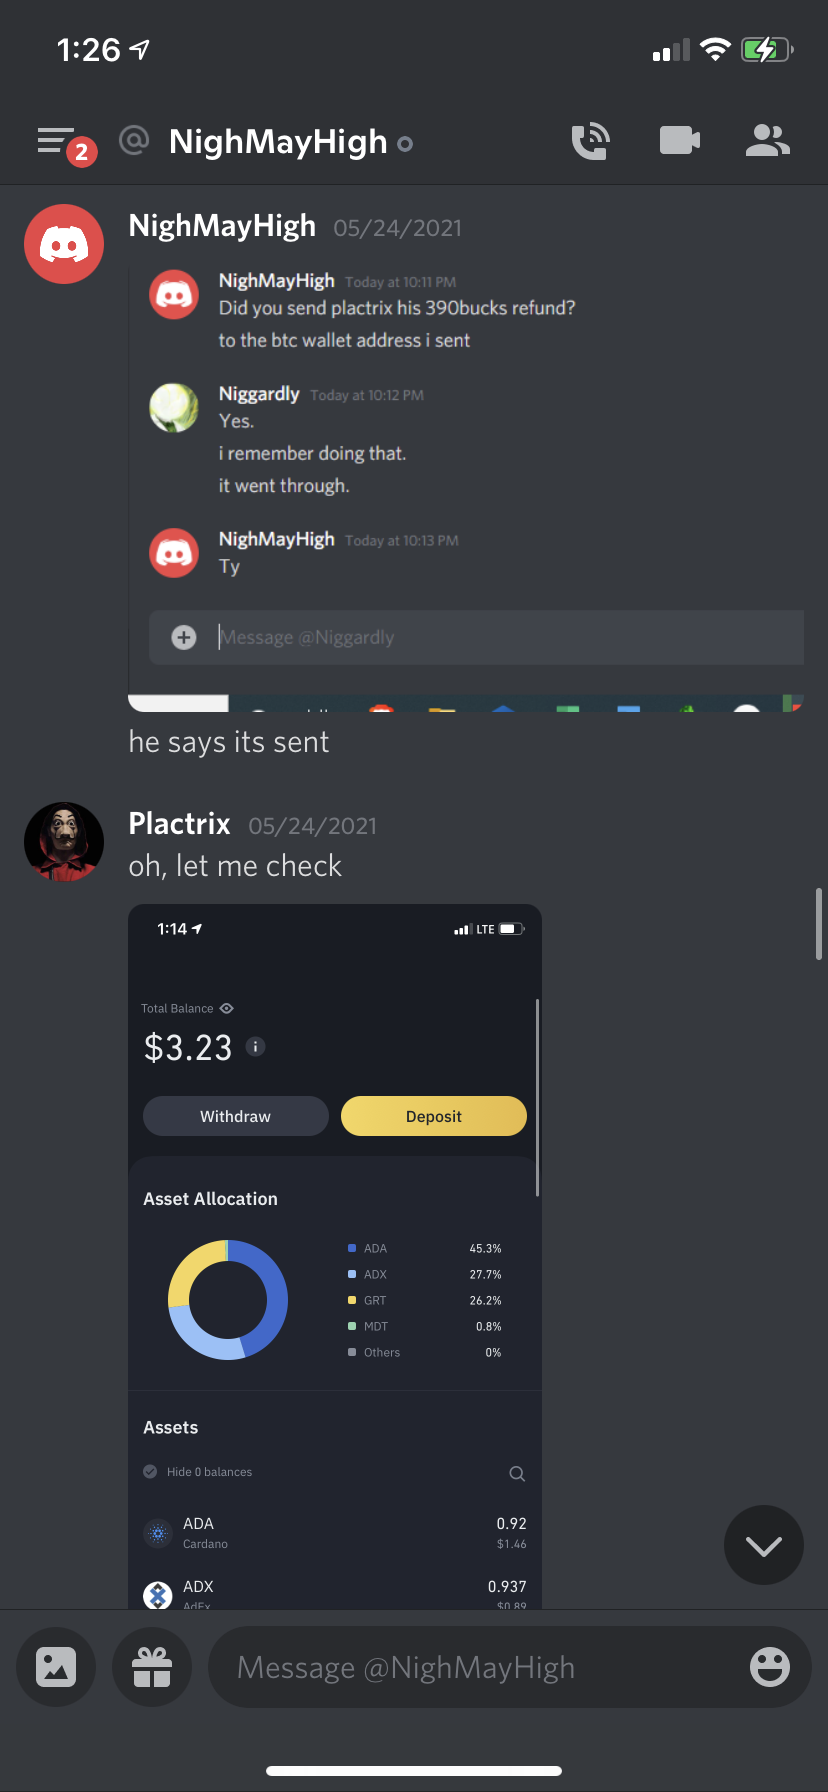 1:26
2
@ NighMayHigh
NighMayHigh 05/24/2021
NighMayHigh Today at 10:11 PM
Did you send plactrix his 390bucks refund?
to the btc wallet address i sent
Niggardly Today at 10:12 PM
Yes.
i remember doing that.
it went through.
NighMayHigh Today at 10:13 PM
Ty
Message @Niggardly
he says its sent
Plactrix 05/24/2021
oh, let me check
1:14 LTE
Total Balance
$3.23
Withdraw Deposit
Asset Allocation
ADA 45.3%
ADX 27.7%
GRT 26.2%
MDT 0.8%
Others 0%
Assets
Hide 0 balances
ADA 0.92
Cardano $1.46
ADX 0.937
AdEx $0.89
Message @NighMayHigh